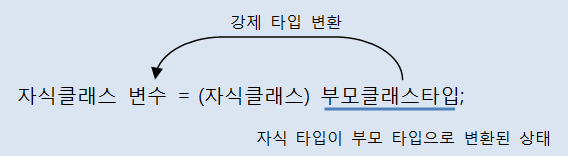 강제 타입 변환
자식클래스 변수 = (자식클래스) 부모클래스타입;
자식 타입이 부모 타입으로 변환된 상태